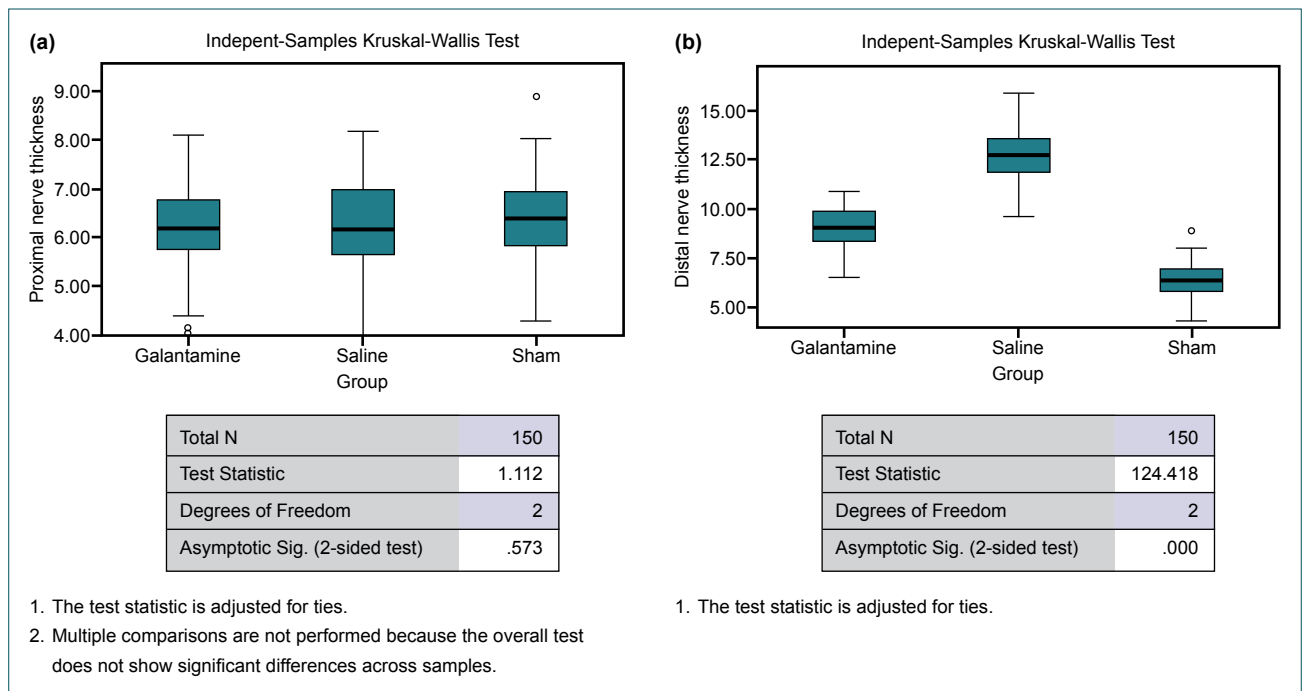 (a)
Indepent-Samples Kruskal-Wallis Test
Proximal nerve thickness
9.00
8.00
7.00
6.00
5.00
4.00
Galantamine
Saline
Sham
Group
Total N 150
Test Statistic 1.112
Degrees of Freedom 2
Asymptotic Sig. (2-sided test) .573
1. The test statistic is adjusted for ties.
2. Multiple comparisons are not performed because the overall test
does not show significant differences across samples.
(b)
Indepent-Samples Kruskal-Wallis Test
Distal nerve thickness
15.00
12.50
10.00
7.50
5.00
Galantamine
Saline
Sham
Group
Total N 150
Test Statistic 124.418
Degrees of Freedom 2
Asymptotic Sig. (2-sided test) .000
1. The test statistic is adjusted for ties.